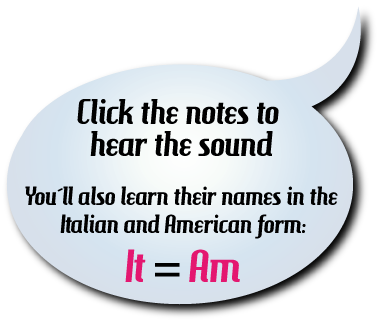 Click the notes to
hear the sound
You´ll also learn their names in the
Italian and American form:
It = Am